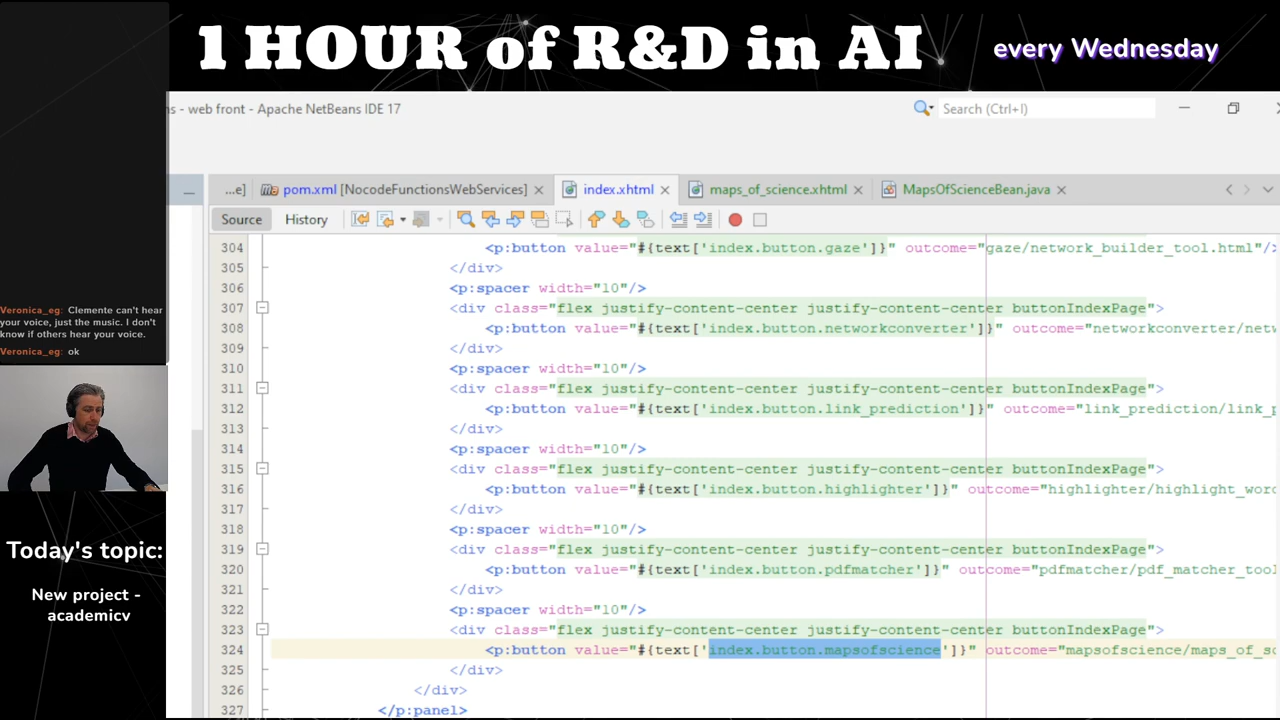 1 HOUR of R&D in AI
every Wednesday
- web front - Apache NetBeans IDE 17
Search (Ctrl+I)
...e]
pom.xml [NocodeFunctionsWebServices]
index.xhtml
maps_of_science.xhtml
MapsOfScienceBean.java
Source
History
304 <p:button value="#{text['index.button.gaze']}" outcome="gaze/network_builder_tool.html"/>
305 </div>
306 <p:spacer width="10"/>
307 <div class="flex justify-content-center justify-content-center buttonIndexPage">
308 <p:button value="#{text['index.button.networkconverter']}" outcome="networkconverter/
309 </div>
310 <p:spacer width="10"/>
311 <div class="flex justify-content-center justify-content-center buttonIndexPage">
312 <p:button value="#{text['index.button.link_prediction']}" outcome="link_prediction/
313 </div>
314 <p:spacer width="10"/>
315 <div class="flex justify-content-center justify-content-center buttonIndexPage">
316 <p:button value="#{text['index.button.highlighter']}" outcome="highlighter/highlight_word
317 </div>
318 <p:spacer width="10"/>
319 <div class="flex justify-content-center justify-content-center buttonIndexPage">
320 <p:button value="#{text['index.button.pdfmatcher']}" outcome="pdfmatcher/pdf_matcher_tool
321 </div>
322 <p:spacer width="10"/>
323 <div class="flex justify-content-center justify-content-center buttonIndexPage">
324 <p:button value="#{text['index.button.mapsofscience']}" outcome="mapsofscience/maps_of_sc
325 </div>
326 </div>
327 </p:panel>
Veronica_eg: Clemente can't hear
your voice, just the music. I don't
know if others hear your voice.
Veronica_eg: ok
Today's topic:
New project -
academicv